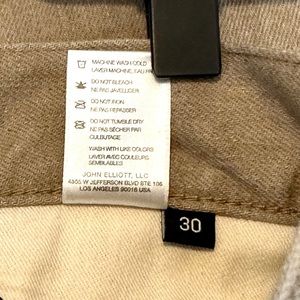 MACHINE WASH COLD
LAVER MACHINE, EAU FR
DO NOT BLEACH
NE PAS JAVELLISER
DO NOT IRON
NE PAS REPASSER
DO NOT TUMBLE DRY
NE PAS SÉCHER PAR
CULBUTAGE
WASH WITH LIKE COLORS
LAVER AVEC COULEURS
SEMBLABLES
JOHN ELLIOTT, LLC
W JEFFERSON BLVD STE 106
LOS ANGELES 90016 USA
30